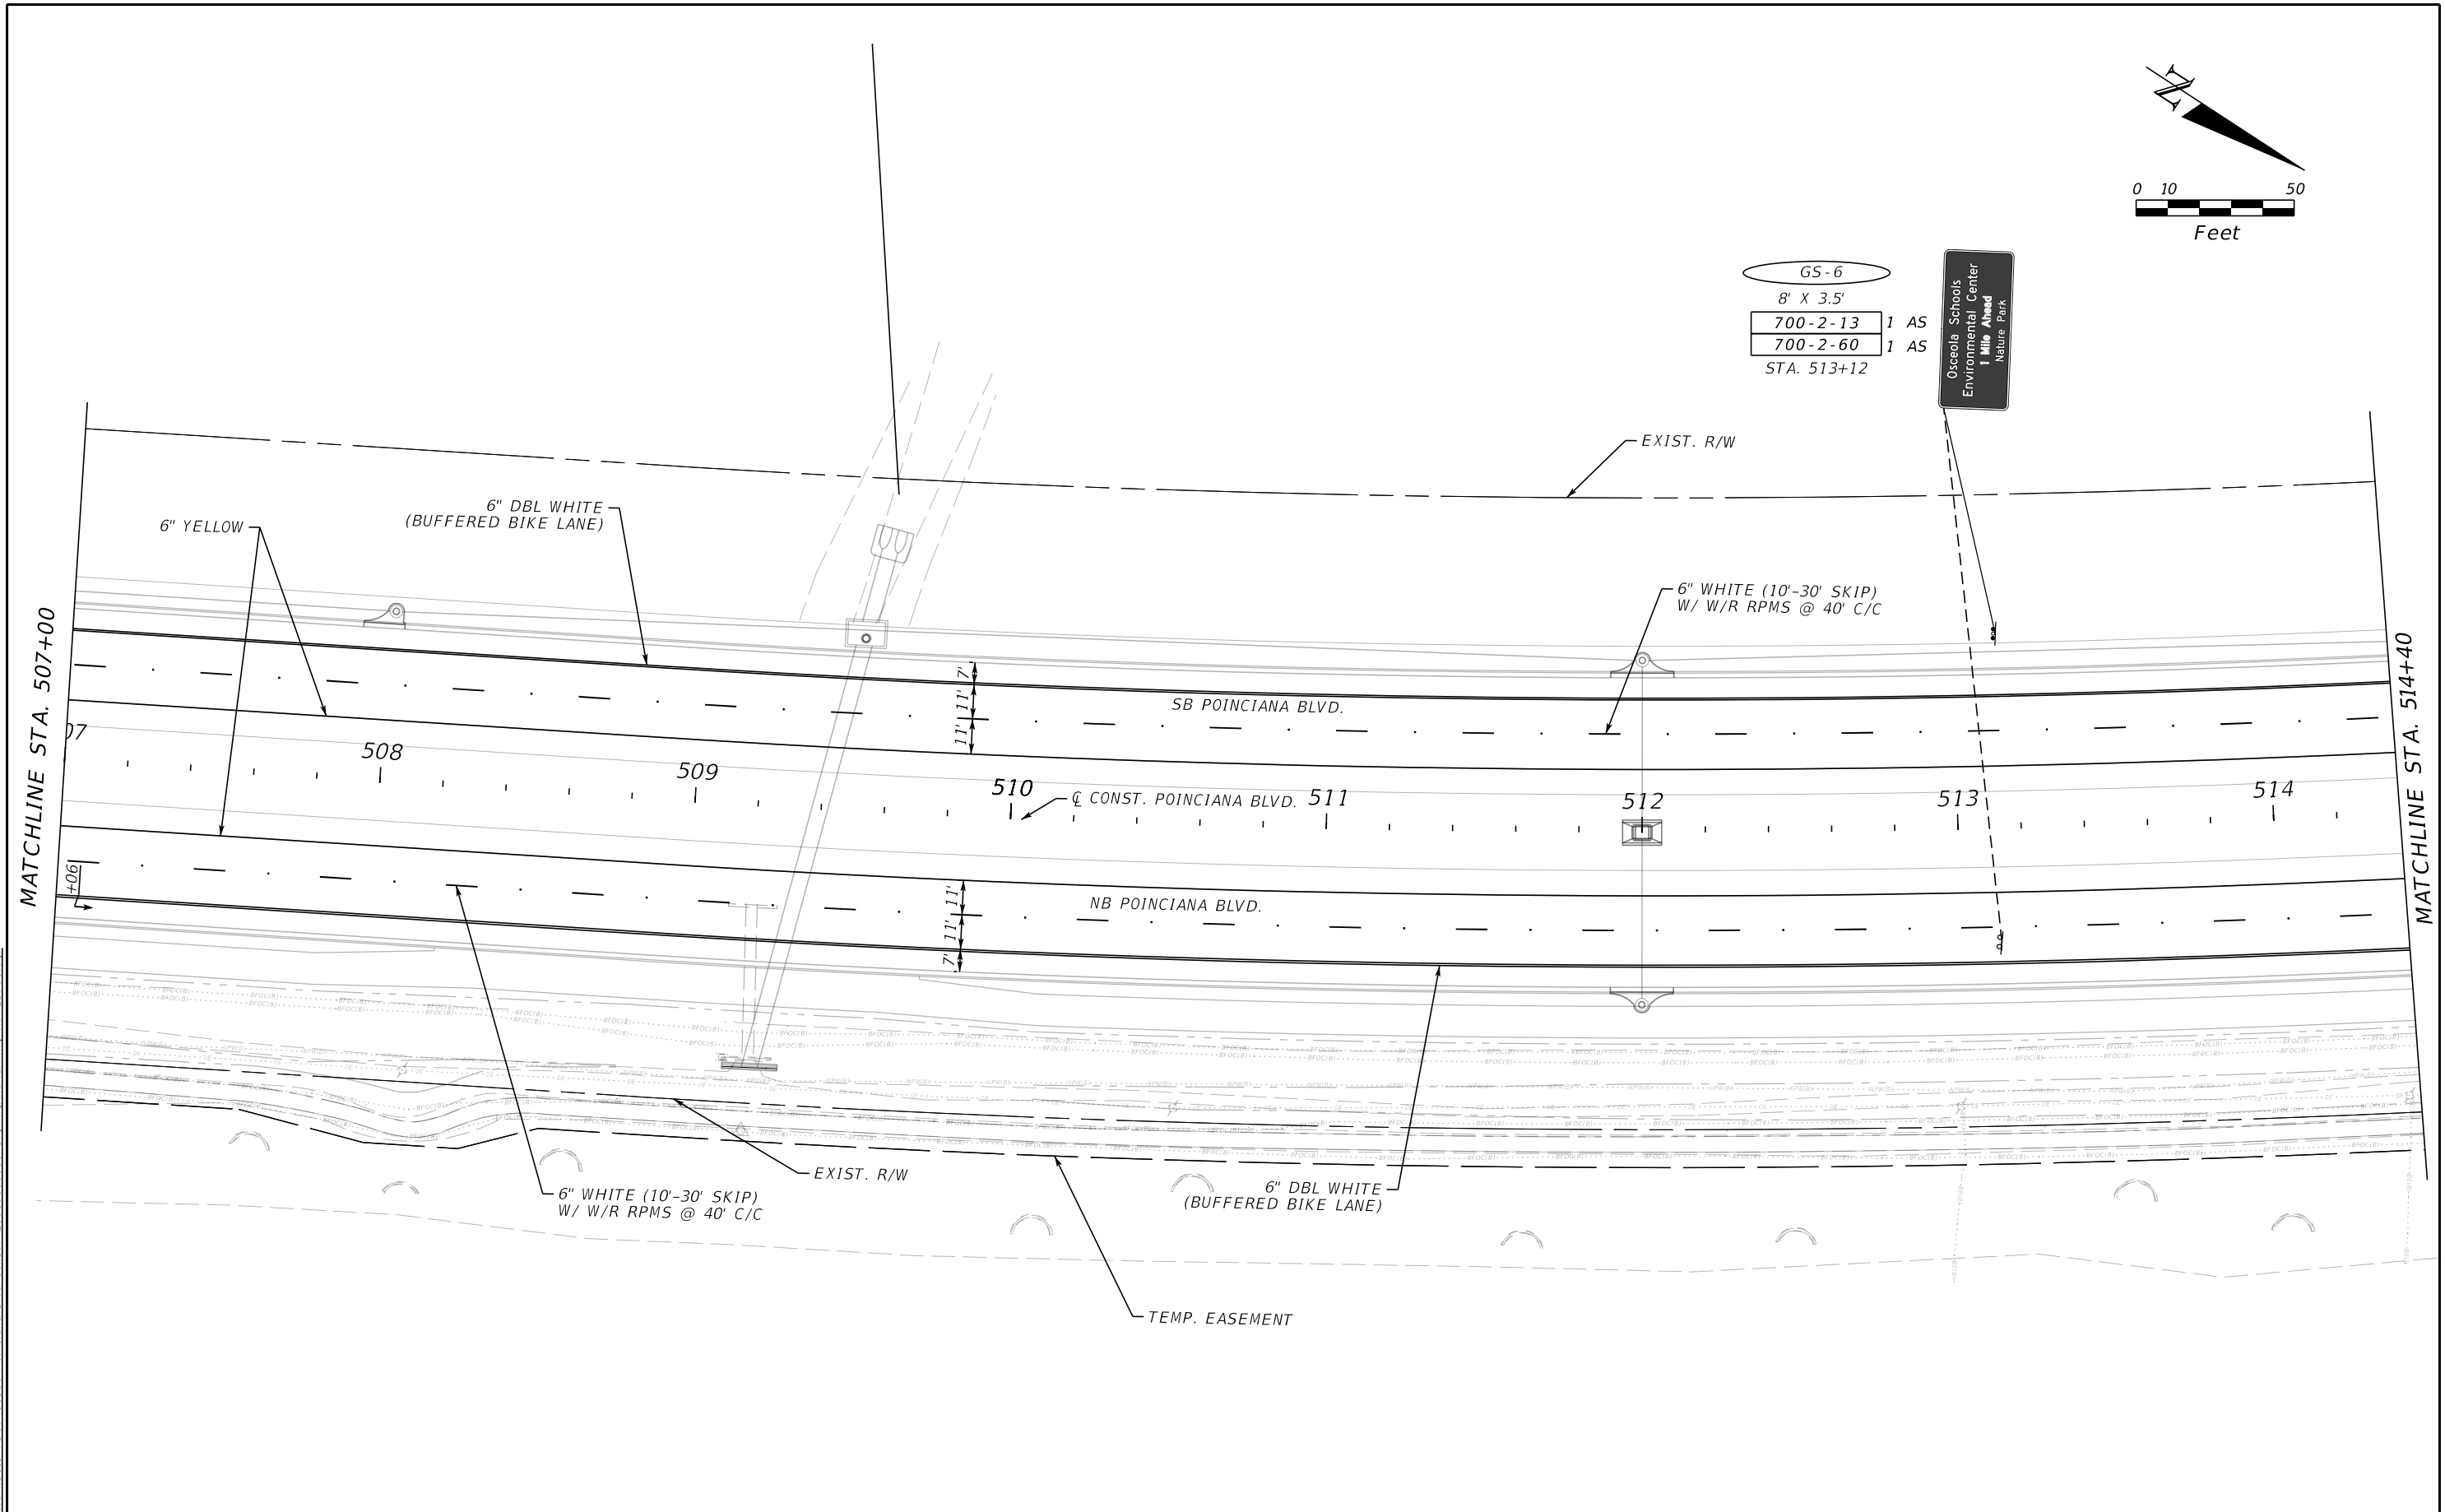 N
0 10 50
Feet
GS-6
8' X 3.5'
700-2-13 1 AS
700-2-60 1 AS
STA. 513+12
Osceola Schools
Environmental Center
1 Mile Ahead
Nature Park
EXIST. R/W
6" DBL WHITE
(BUFFERED BIKE LANE)
6" YELLOW
6" WHITE (10'-30' SKIP)
W/ W/R RPMS @ 40' C/C
MATCHLINE STA. 507+00
MATCHLINE STA. 514+40
7'
11'
11'
SB POINCIANA BLVD.
07
508
509
510
℄ CONST. POINCIANA BLVD.
511
512
513
514
+06
11'
11'
7'
NB POINCIANA BLVD.
BFOC(B)
EXIST. R/W
6" WHITE (10'-30' SKIP)
W/ W/R RPMS @ 40' C/C
6" DBL WHITE
(BUFFERED BIKE LANE)
TEMP. EASEMENT